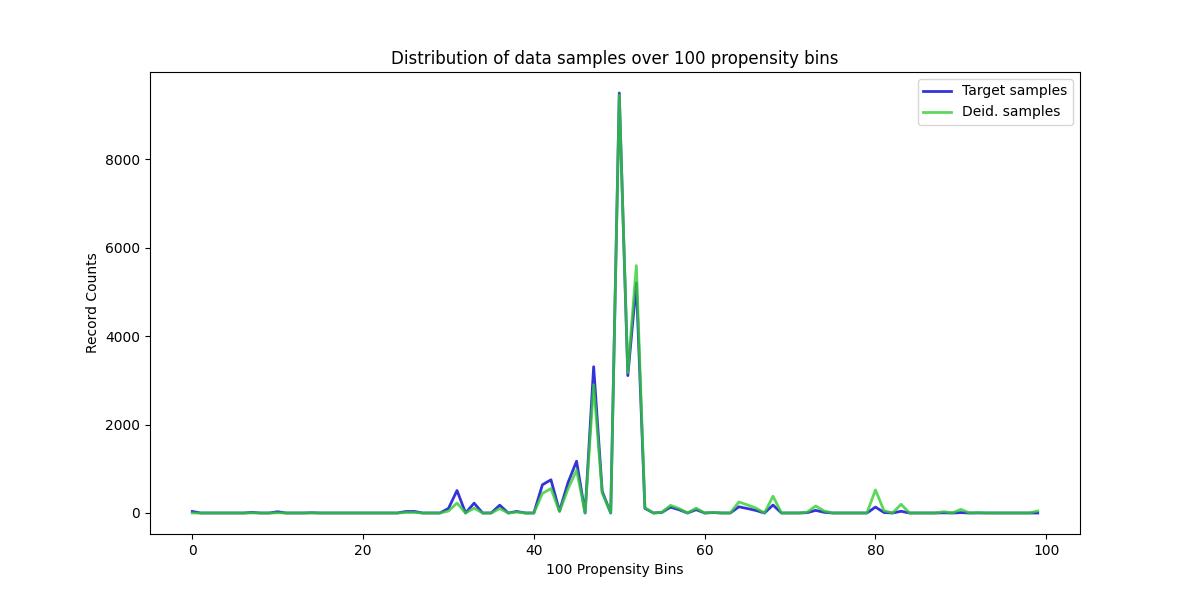 Distribution of data samples over 100 propensity bins
Target samples
Deid. samples
8000
6000
4000
2000
0
Record Counts
0 20 40 60 80 100
100 Propensity Bins